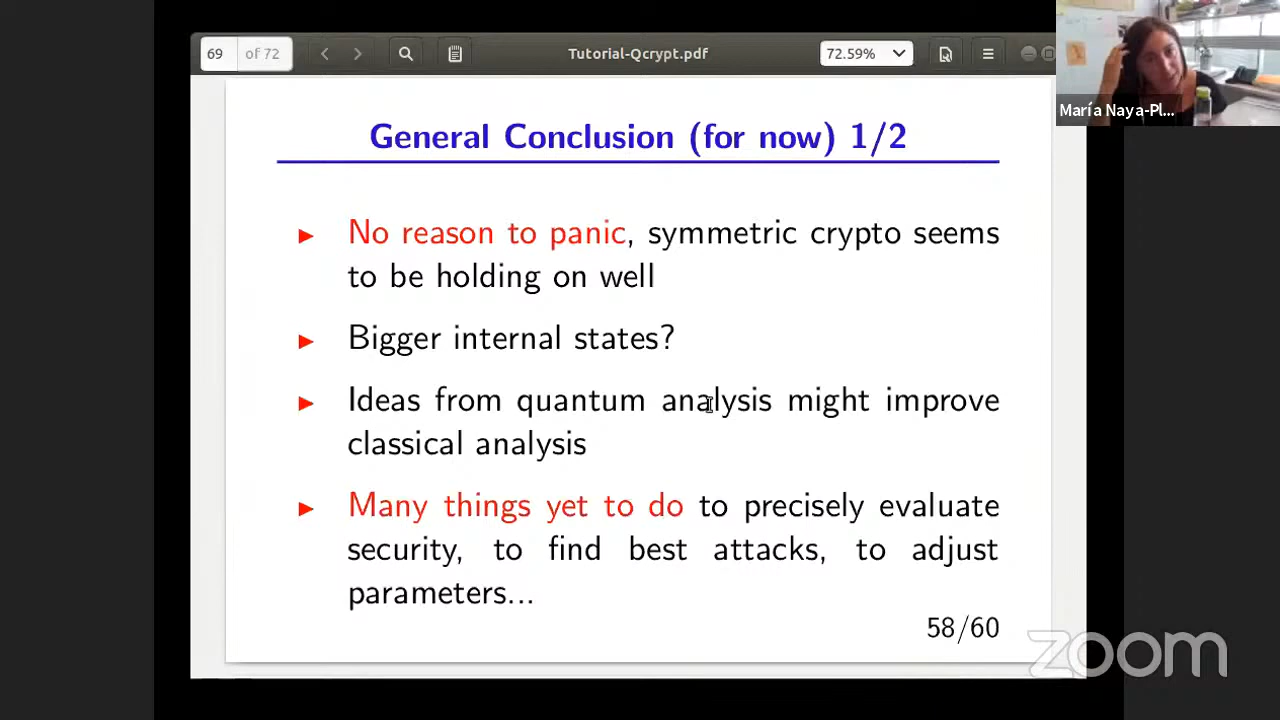 69 of 72
Tutorial-Qcrypt.pdf
72.59%
María Naya-Pl...
General Conclusion (for now) 1/2
► No reason to panic, symmetric crypto seems
to be holding on well
► Bigger internal states?
► Ideas from quantum analysis might improve
classical analysis
► Many things yet to do to precisely evaluate
security, to find best attacks, to adjust
parameters...
58/60
zoom